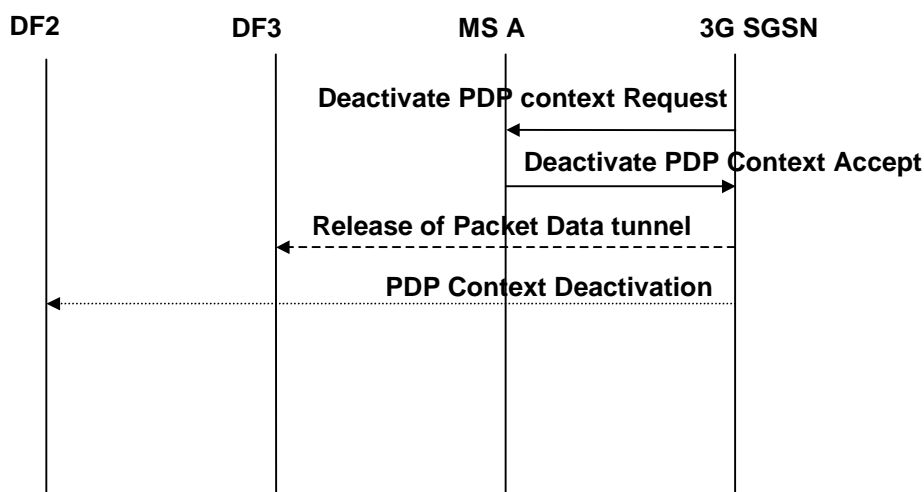 DF2 DF3 MS A 3G SGSN
Deactivate PDP context Request
Deactivate PDP Context Accept
Release of Packet Data tunnel
PDP Context Deactivation